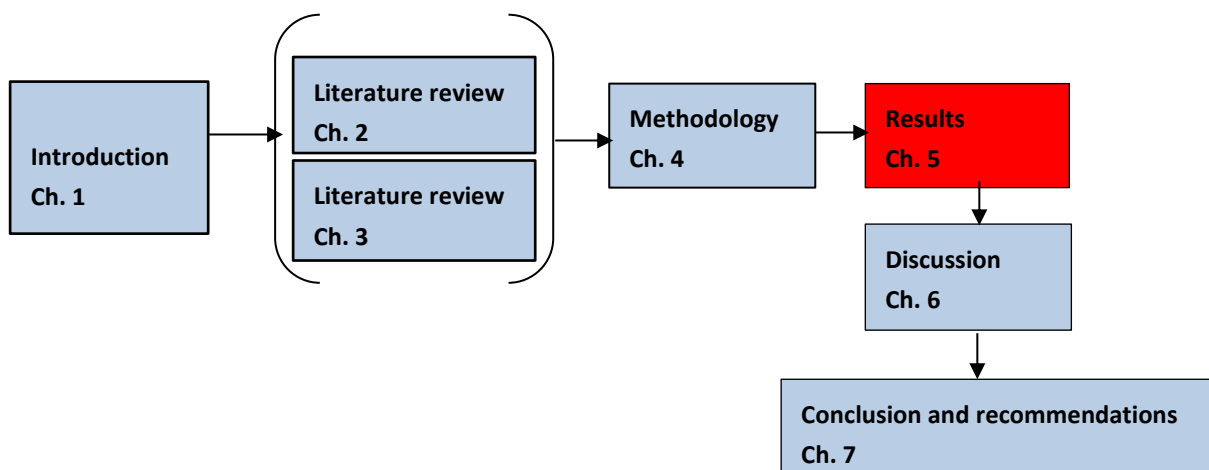 Introduction
Ch. 1
Literature review
Ch. 2
Literature review
Ch. 3
Methodology
Ch. 4
Results
Ch. 5
Discussion
Ch. 6
Conclusion and recommendations
Ch. 7